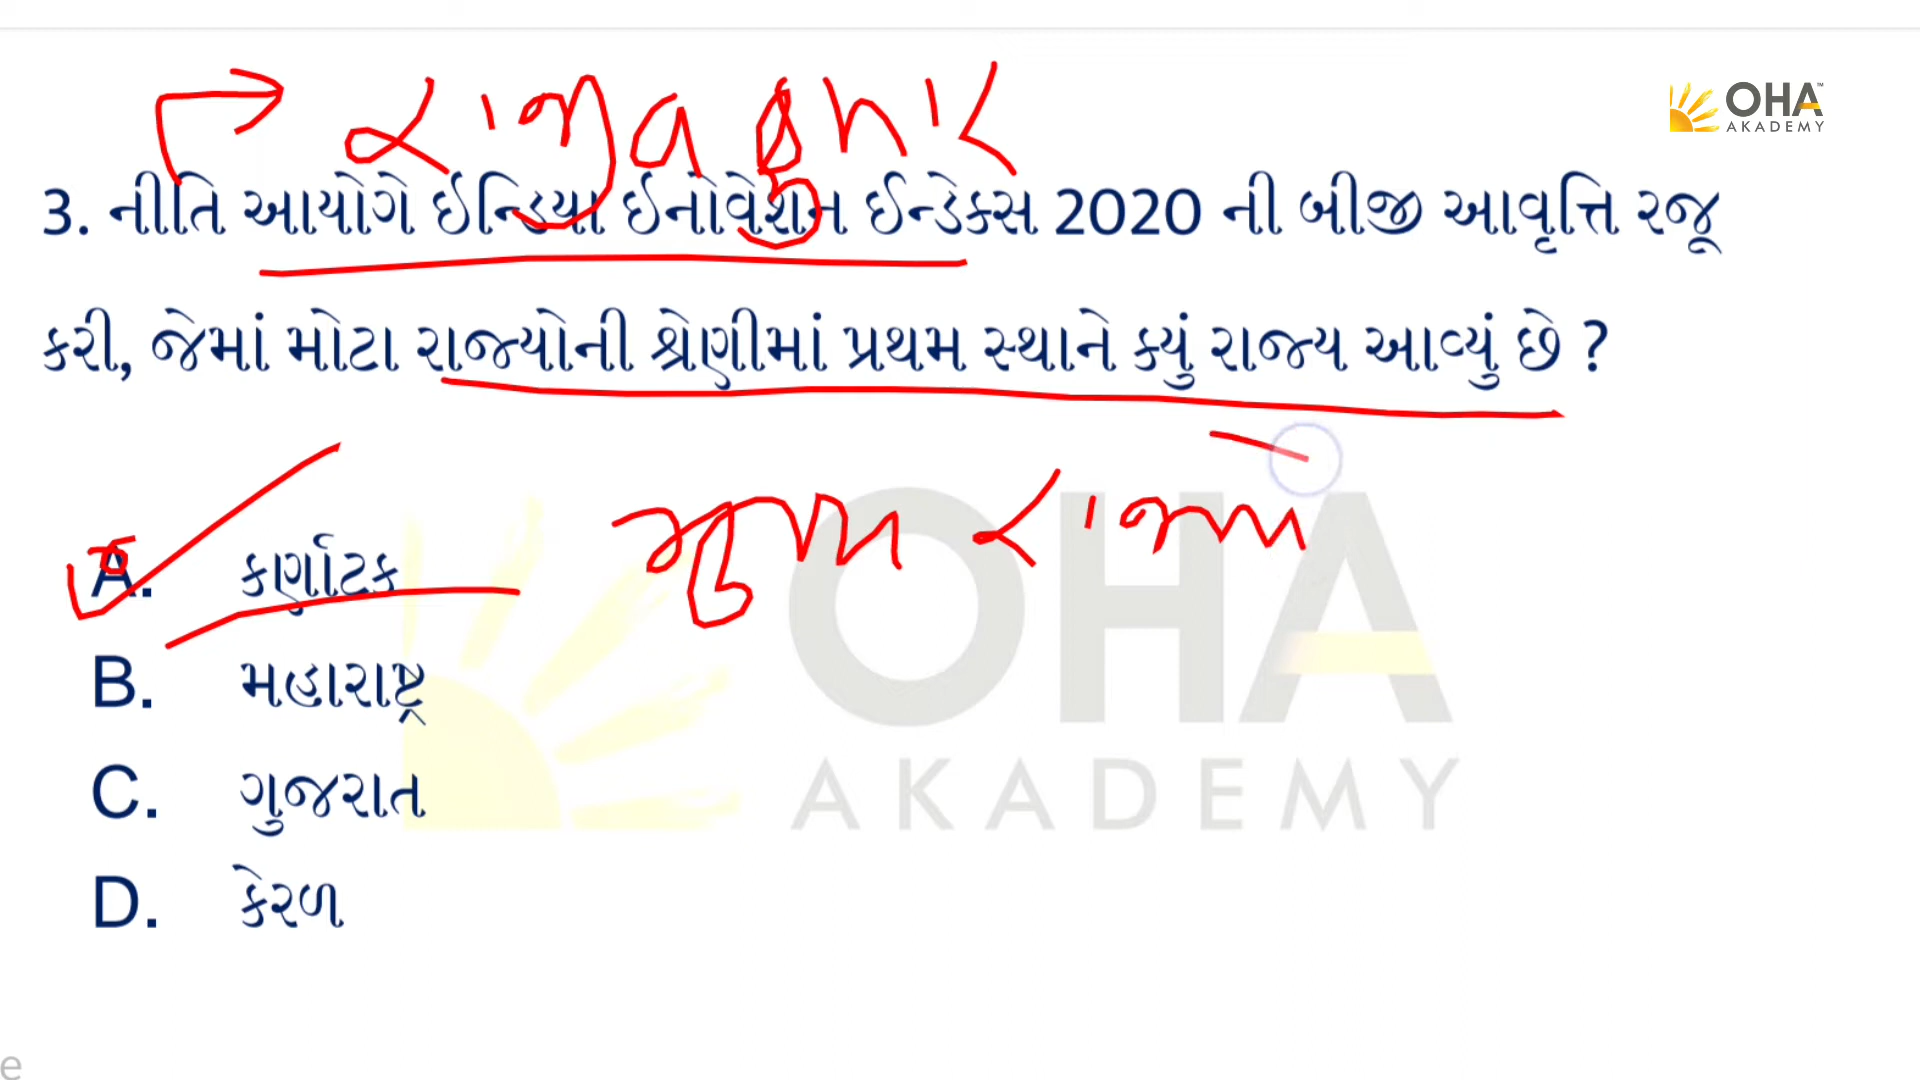 OHA™
AKADEMY
3. નીતિ આયોગે ઈન્ડિયા ઈનોવેશન ઈન્ડેક્સ 2020 ની બીજી આવૃત્તિ રજૂ
કરી, જેમાં મોટા રાજ્યોની શ્રેણીમાં પ્રથમ સ્થાને ક્યું રાજ્ય આવ્યું છે ?
A. કર્ણાટક
B. મહારાષ્ટ્ર
C. ગુજરાત
D. કેરળ
OHA
AKADEMY
e